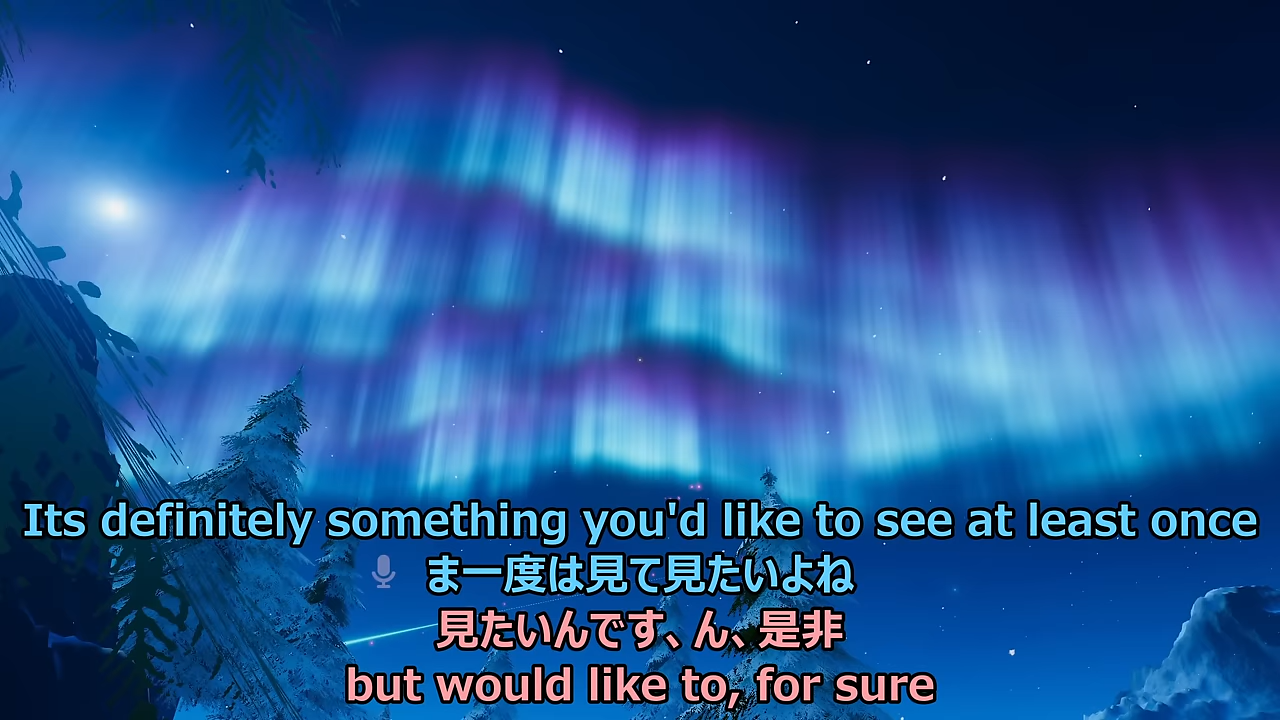 Its definitely something you'd like to see at least once
ま一度は見て見たいよね
見たいんです、ん、是非
but would like to, for sure